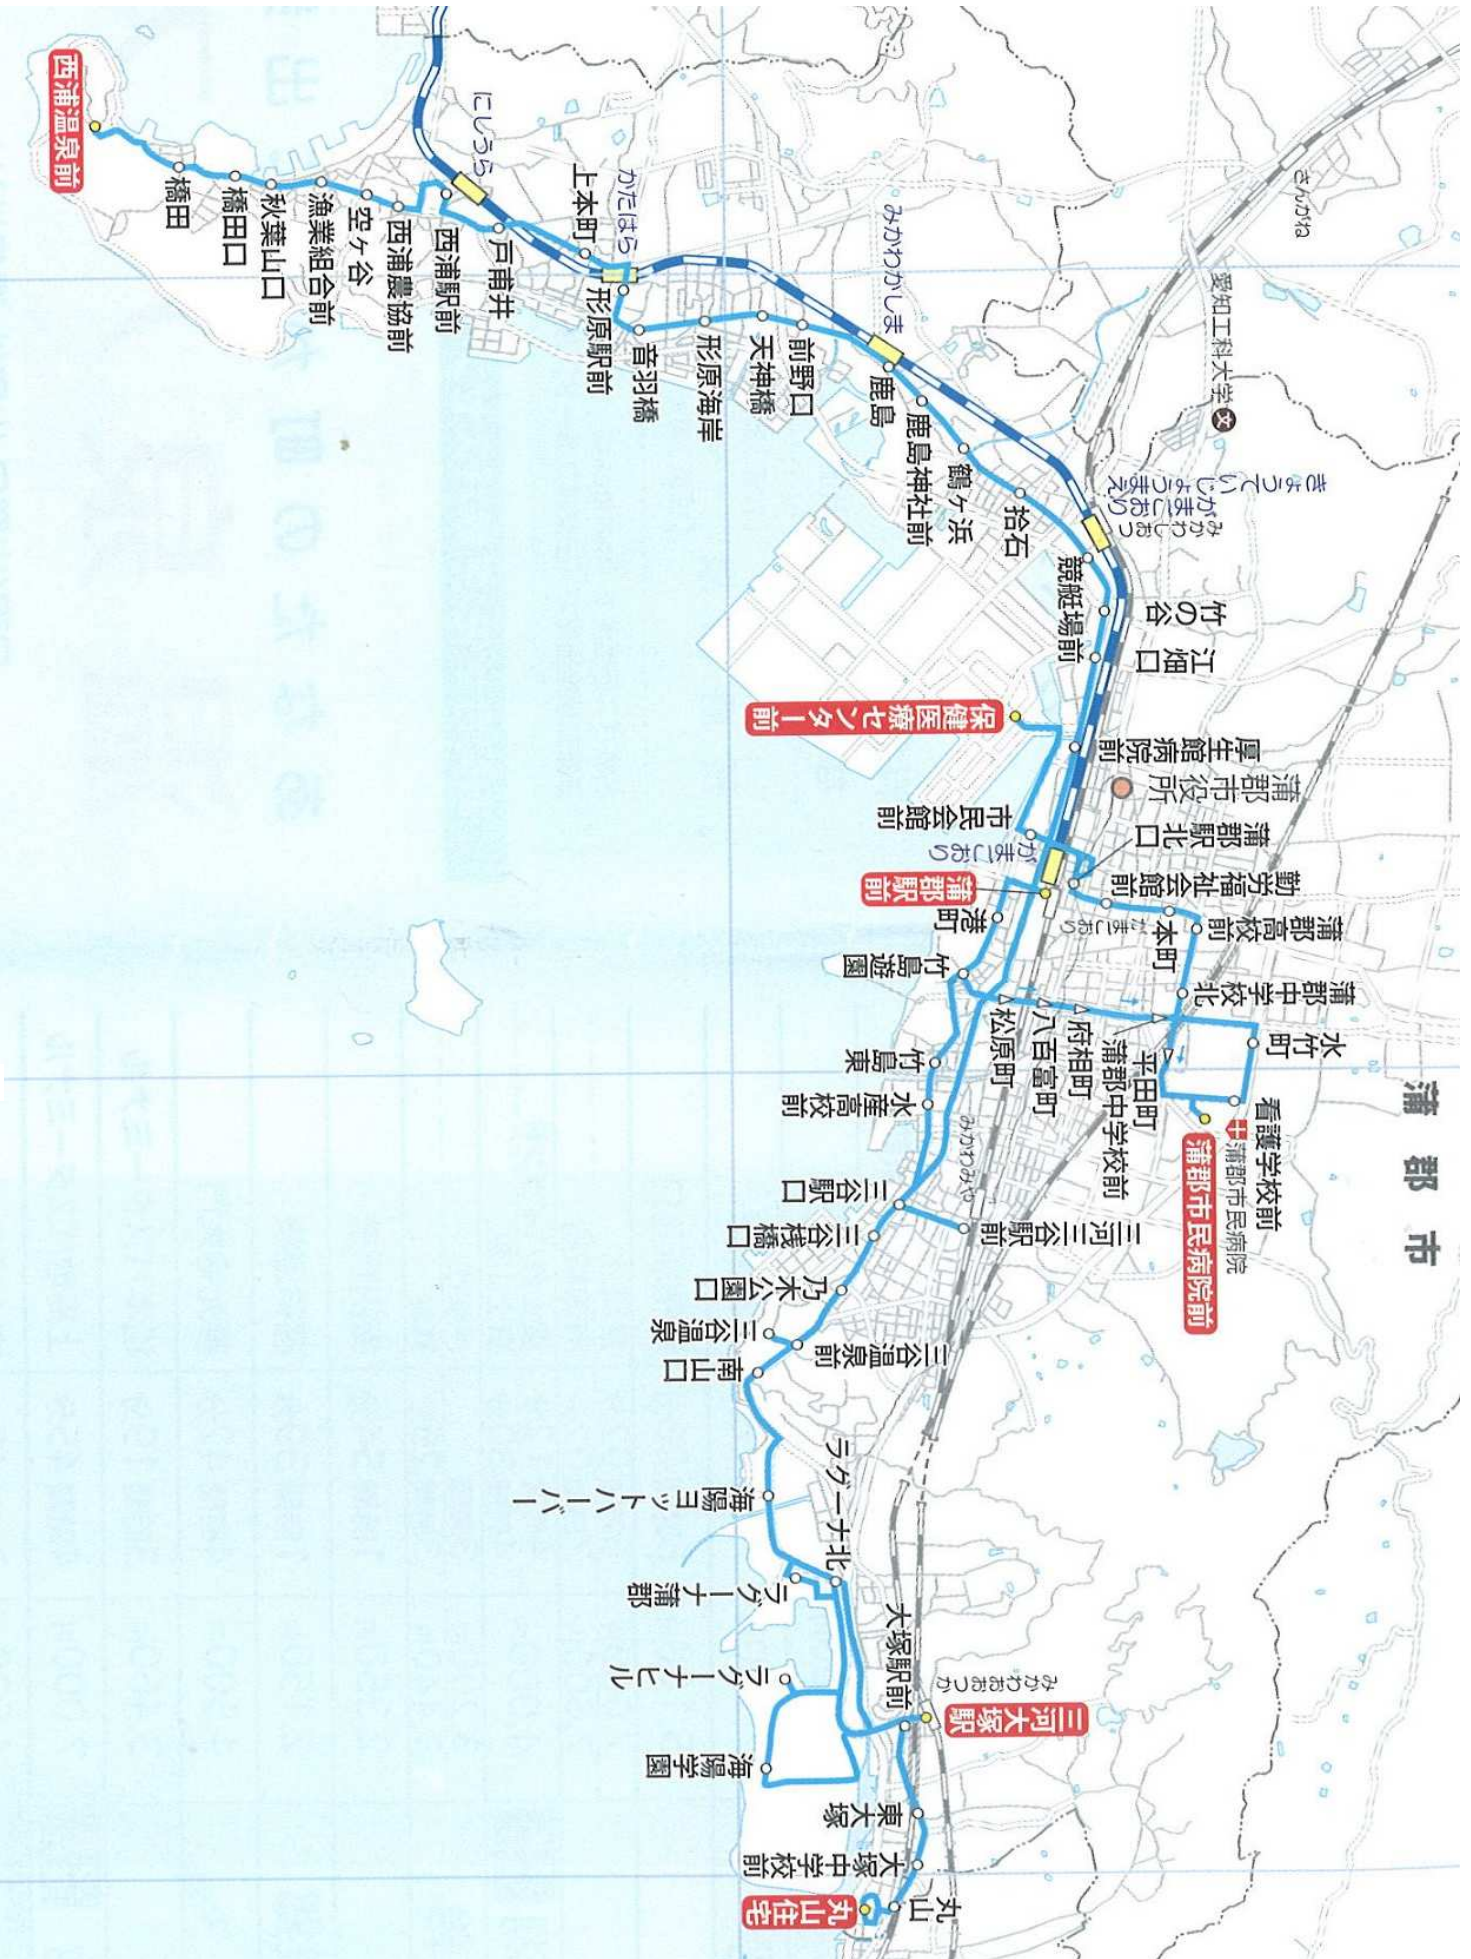 西浦温泉前
橋田
橋田口
秋葉山口
漁業組合前
空ヶ谷
西浦農協前
西浦駅前
にしうら
戸甫井
上本町
かたはら
形原駅前
音羽橋
形原海岸
天神橋
前野口
みかわかしま
鹿島
鹿島神社前
鶴ヶ浜
拾石
さんがね
愛知工科大学
文
きょうていじょうまえ
がまごおり
みかわしおつ
競艇場前
竹の谷
江畑口
保健医療センター前
厚生館病院前
蒲郡市役所
市民会館前
がまごおり
蒲郡駅北口
蒲郡駅前
勤労福祉会館前
港町
がまごおり
本町
蒲郡高校前
竹島遊園
蒲郡中学校北
松原町
八百富町
府相町
蒲郡中学校前
平田町
水竹町
竹島東
水産高校前
看護学校前
蒲郡市民病院
蒲郡市民病院前
蒲郡市
みかわみや
三谷駅口
三河三谷駅前
三谷桟橋口
乃木公園口
三谷温泉
三谷温泉前
南山口
海陽ヨットハーバー
ラグーナ北
ラグーナ蒲郡
ラグーナヒル
大塚駅前
みかわおおつか
三河大塚駅
海陽学園
東大塚
大塚中学校前
丸山
丸山住宅